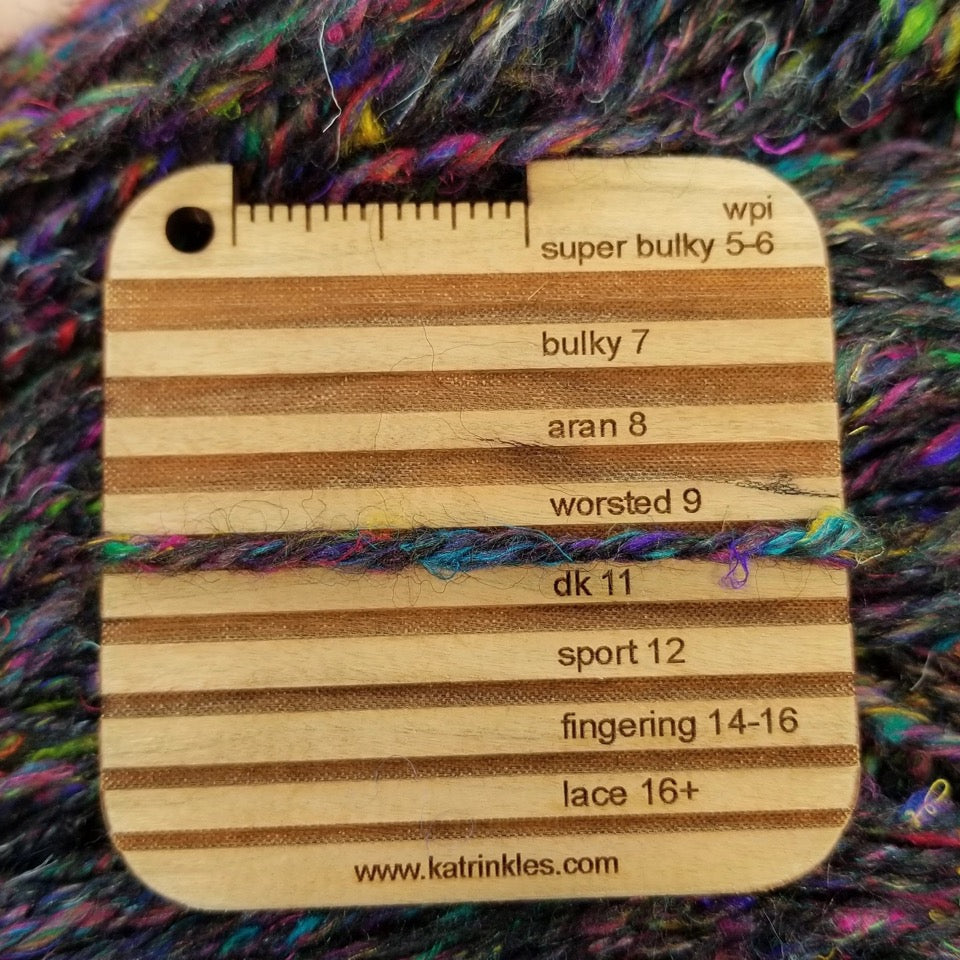 wpi
super bulky 5-6
bulky 7
aran 8
worsted 9
dk 11
sport 12
fingering 14-16
lace 16+
www.katrinkles.com